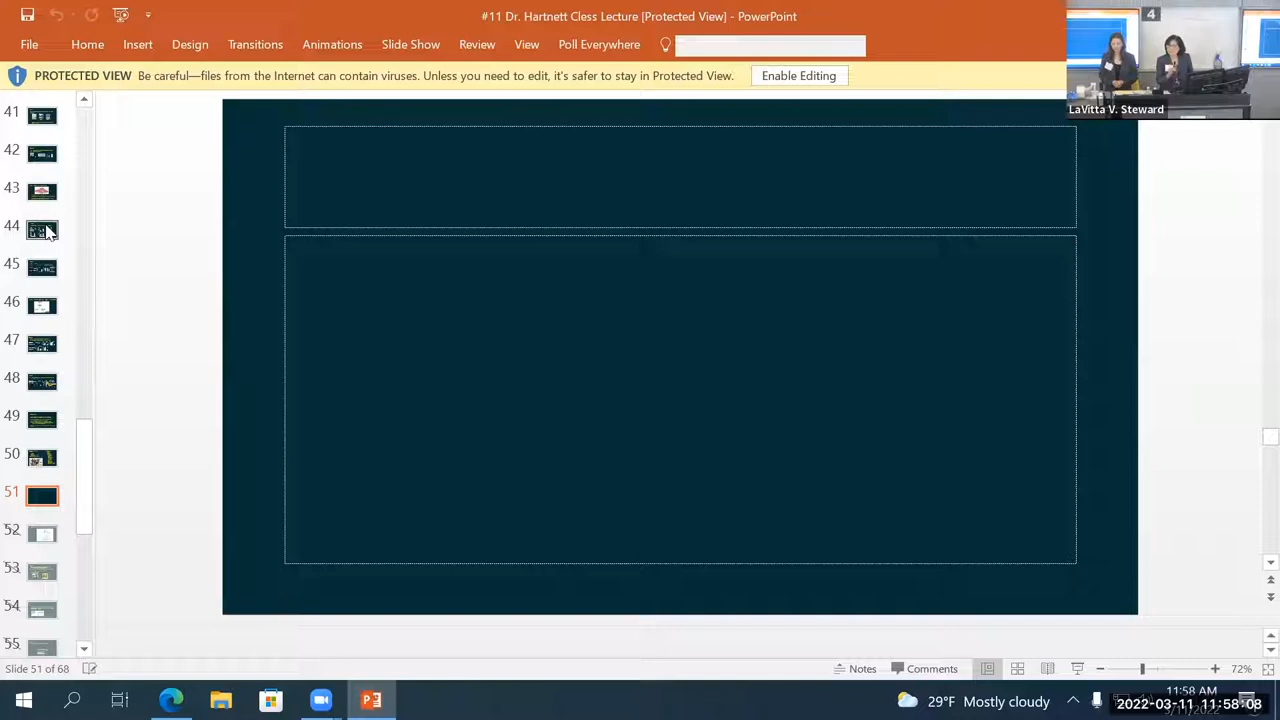 #11 Dr. Hartnett Cless Lecture [Protected View] - PowerPoint
4
File Home Insert Design Transitions Animations Slide Show Review View Poll Everywhere
PROTECTED VIEW Be careful—files from the Internet can contain viruses. Unless you need to edit, it's safer to stay in Protected View. Enable Editing
LaVitta V. Steward
41
42
43
44
45
46
47
48
49
50
51
52
53
54
55
Slide 51 of 68 Notes Comments 72%
29°F Mostly cloudy 11:58 AM
2022-03-11 11:58:08